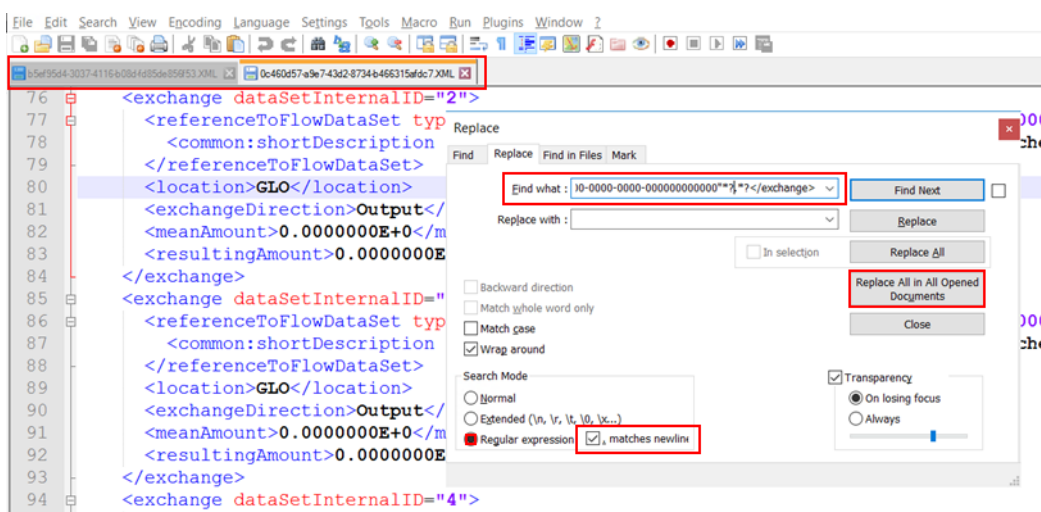 File Edit Search View Encoding Language Settings Tools Macro Run Plugins Window ?
b5ef95d4-3037-4116-b08d-fd85de856f53.XML 0c460d57-a9e7-43d2-8734-b466315afdc7.XML
76 <exchange dataSetInternalID="2">
77 <referenceToFlowDataSet typ
78 <common:shortDescription
79 </referenceToFlowDataSet>
80 <location>GLO</location>
81 <exchangeDirection>Output</
82 <meanAmount>0.0000000E+0</m
83 <resultingAmount>0.0000000E
84 </exchange>
85 <exchange dataSetInternalID="
86 <referenceToFlowDataSet typ
87 <common:shortDescription
88 </referenceToFlowDataSet>
89 <location>GLO</location>
90 <exchangeDirection>Output</
91 <meanAmount>0.0000000E+0</m
92 <resultingAmount>0.0000000E
93 </exchange>
94 <exchange dataSetInternalID="4">
Replace
Find Replace Find in Files Mark
Find what : )0-0000-0000-000000000000"*?.*?</exchange>
Find Next
Replace with :
Replace
In selection
Replace All
Replace All in All Opened
Documents
Close
Backward direction
Match whole word only
Match case
Wrap around
Search Mode
Normal
Extended (\n, \r, \t, \0, \x...)
Regular expression
. matches newline
Transparency
On losing focus
Always